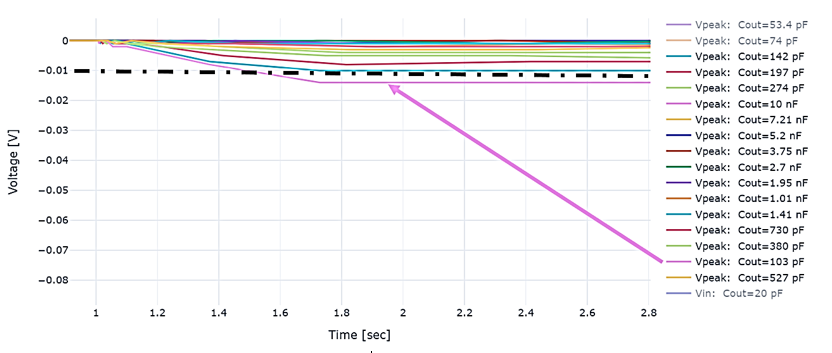 0
−0.01
−0.02
−0.03
−0.04
−0.05
−0.06
−0.07
−0.08
Voltage [V]
1
1.2
1.4
1.6
1.8
2
2.2
2.4
2.6
2.8
Time [sec]
Vpeak: Cout=53.4 pF
Vpeak: Cout=74 pF
Vpeak: Cout=142 pF
Vpeak: Cout=197 pF
Vpeak: Cout=274 pF
Vpeak: Cout=10 nF
Vpeak: Cout=7.21 nF
Vpeak: Cout=5.2 nF
Vpeak: Cout=3.75 nF
Vpeak: Cout=2.7 nF
Vpeak: Cout=1.95 nF
Vpeak: Cout=1.01 nF
Vpeak: Cout=1.41 nF
Vpeak: Cout=730 pF
Vpeak: Cout=380 pF
Vpeak: Cout=103 pF
Vpeak: Cout=527 pF
Vin: Cout=20 pF